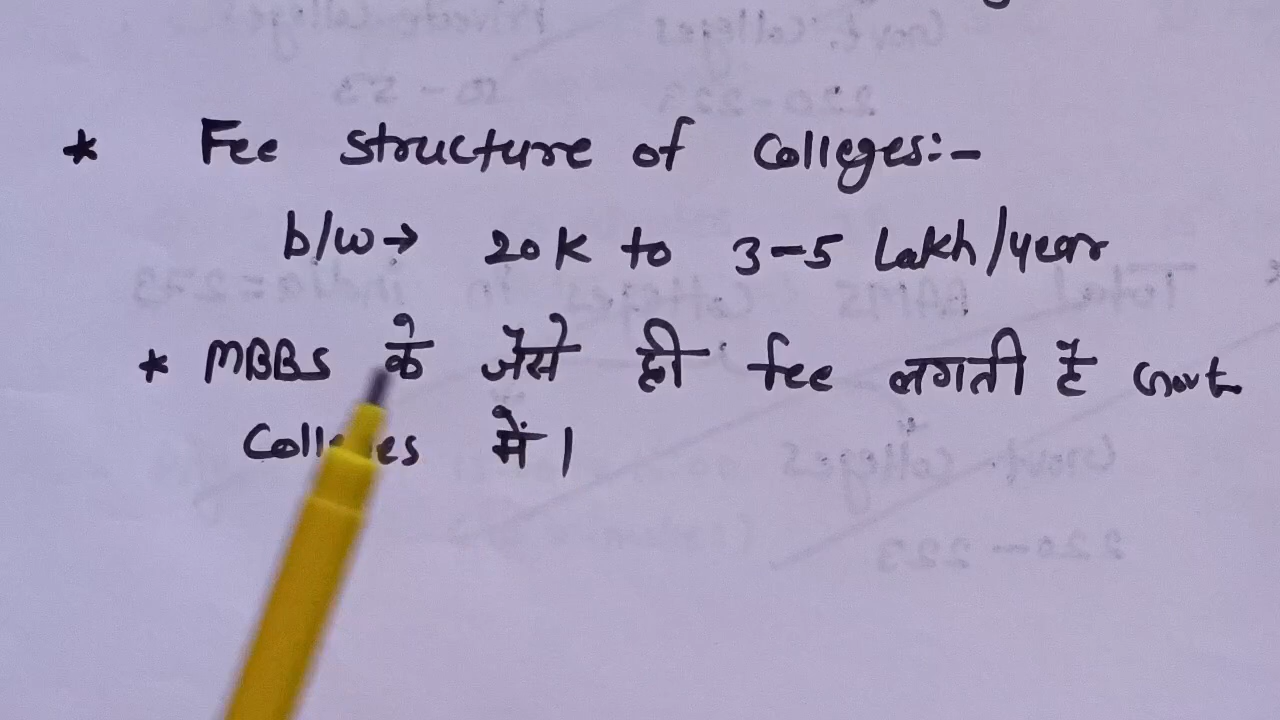 * Fee structure of Colleges:-
b/w → 20K to 3-5 Lakh/year
* MBBS के जैसे ही fee लगती है Govt.
Colleges में।